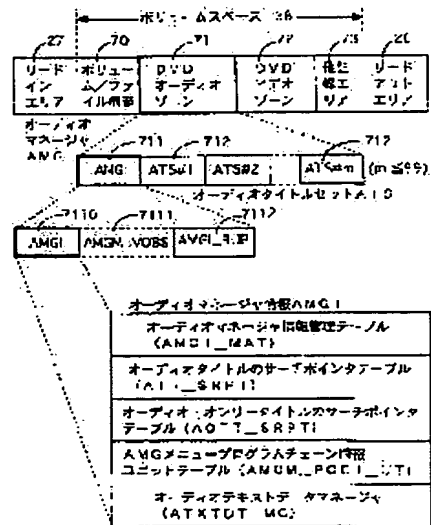 ボリュームスペース 28
27 70 71 72 73 26
リード
イン
エリア
ボリュー
ム/ファ
イル構造
DVD
オーディオ
ゾーン
DVD
ビデオ
ゾーン
リード
アウト
エリア
オーディオ
マネージャ
AMG
711 712 712
AMG ATS#1 ATS#2 ATS#m (m≦99)
オーディオタイトルセットATS
7110 7111 7112
AMGI AMGM_VOBS AMGI_BUP
オーディオマネージャ情報AMGI
オーディオマネージャ情報管理テーブル
(AMGI_MAT)
オーディオタイトルのサーチポインタテーブル
(ATT_SRPT)
オーディオ・オンリータイトルのサーチポインタ
テーブル (AOTT_SRPT)
AMGメニュープログラムチェーン情報
ユニットテーブル (AMGM_PGCI_UT)
オーディオテキストデータマネージャ
(ATXTDT_MG)